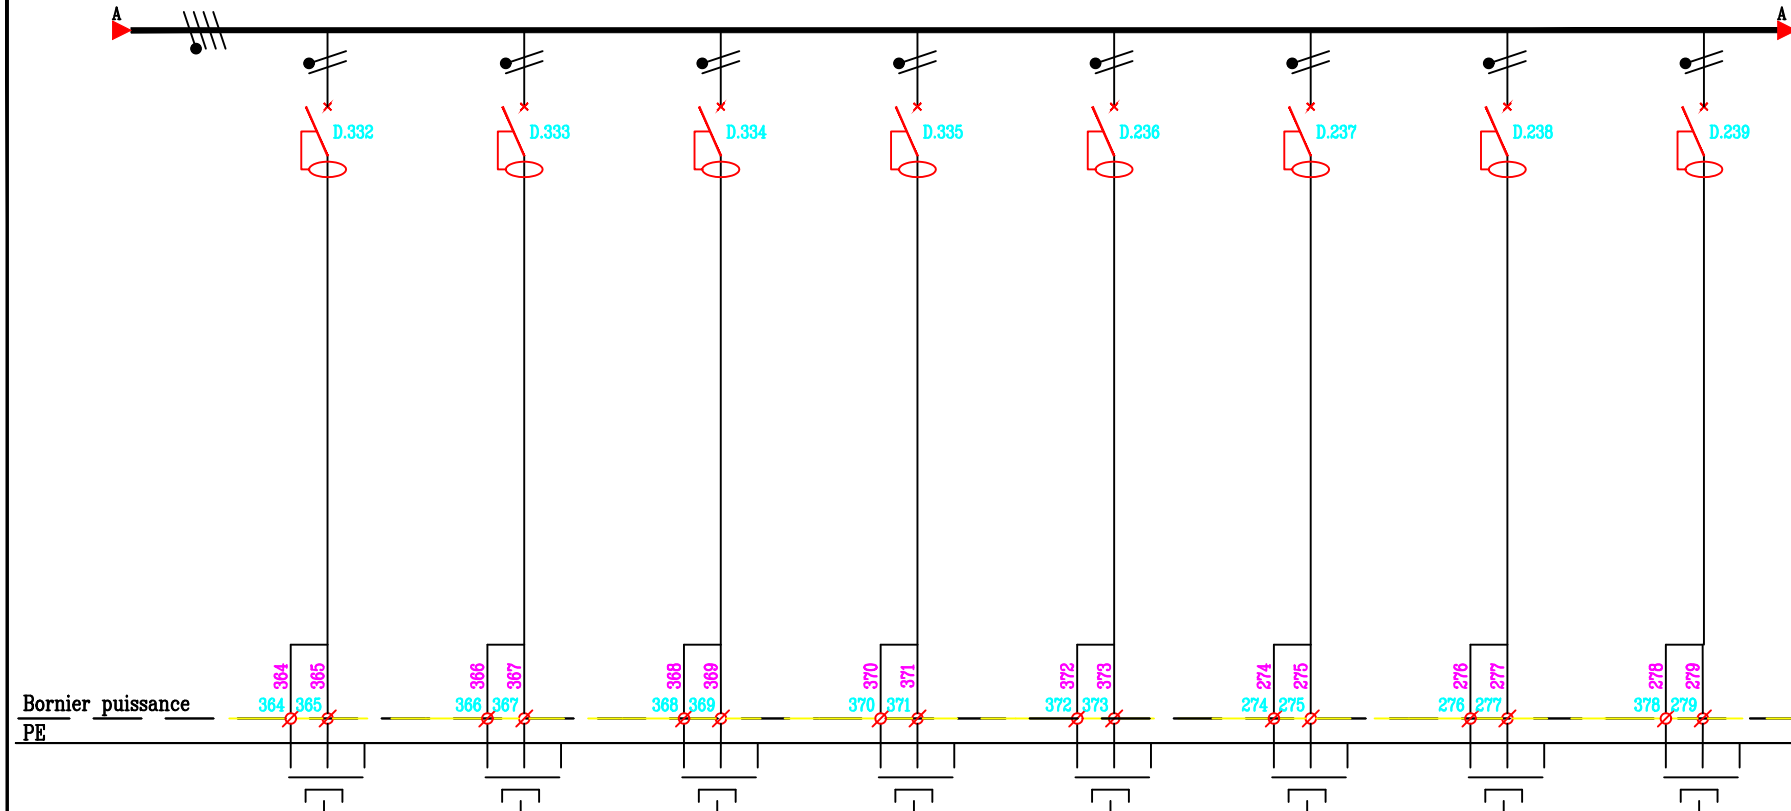 A A
D.332 D.333 D.334 D.335 D.236 D.237 D.238 D.239
364 365 366 367 368 369 370 371 372 373 274 275 276 277 278 279
Bornier puissance 364 365 366 367 368 369 370 371 372 373 274 275 276 277 378 279
PE